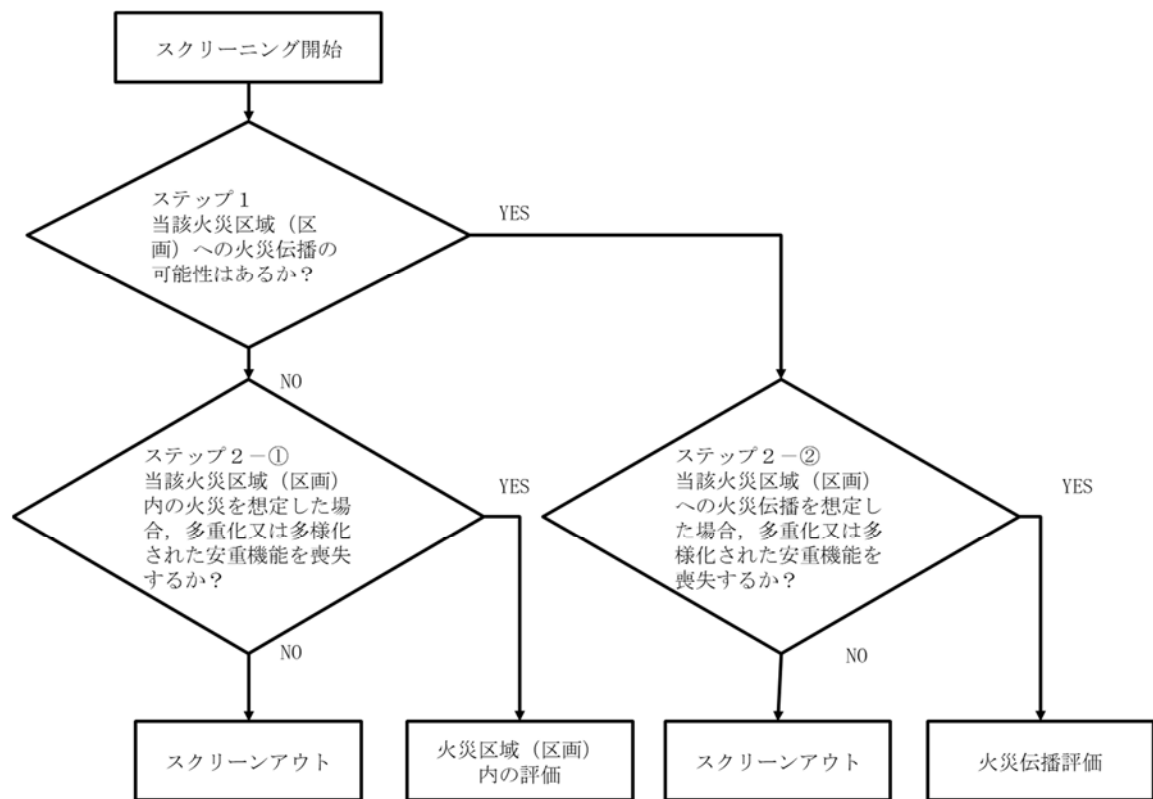 スクリーニング開始
ステップ１
当該火災区域（区
画）への火災伝播の
可能性はあるか？
YES
NO
ステップ２－①
当該火災区域（区画）
内の火災を想定した場
合，多重化又は多様化
された安重機能を喪失
するか？
YES
NO
ステップ２－②
当該火災区域（区画）
への火災伝播を想定し
た場合，多重化又は多
様化された安重機能を
喪失するか？
YES
NO
スクリーンアウト
火災区域（区画）
内の評価
スクリーンアウト
火災伝播評価